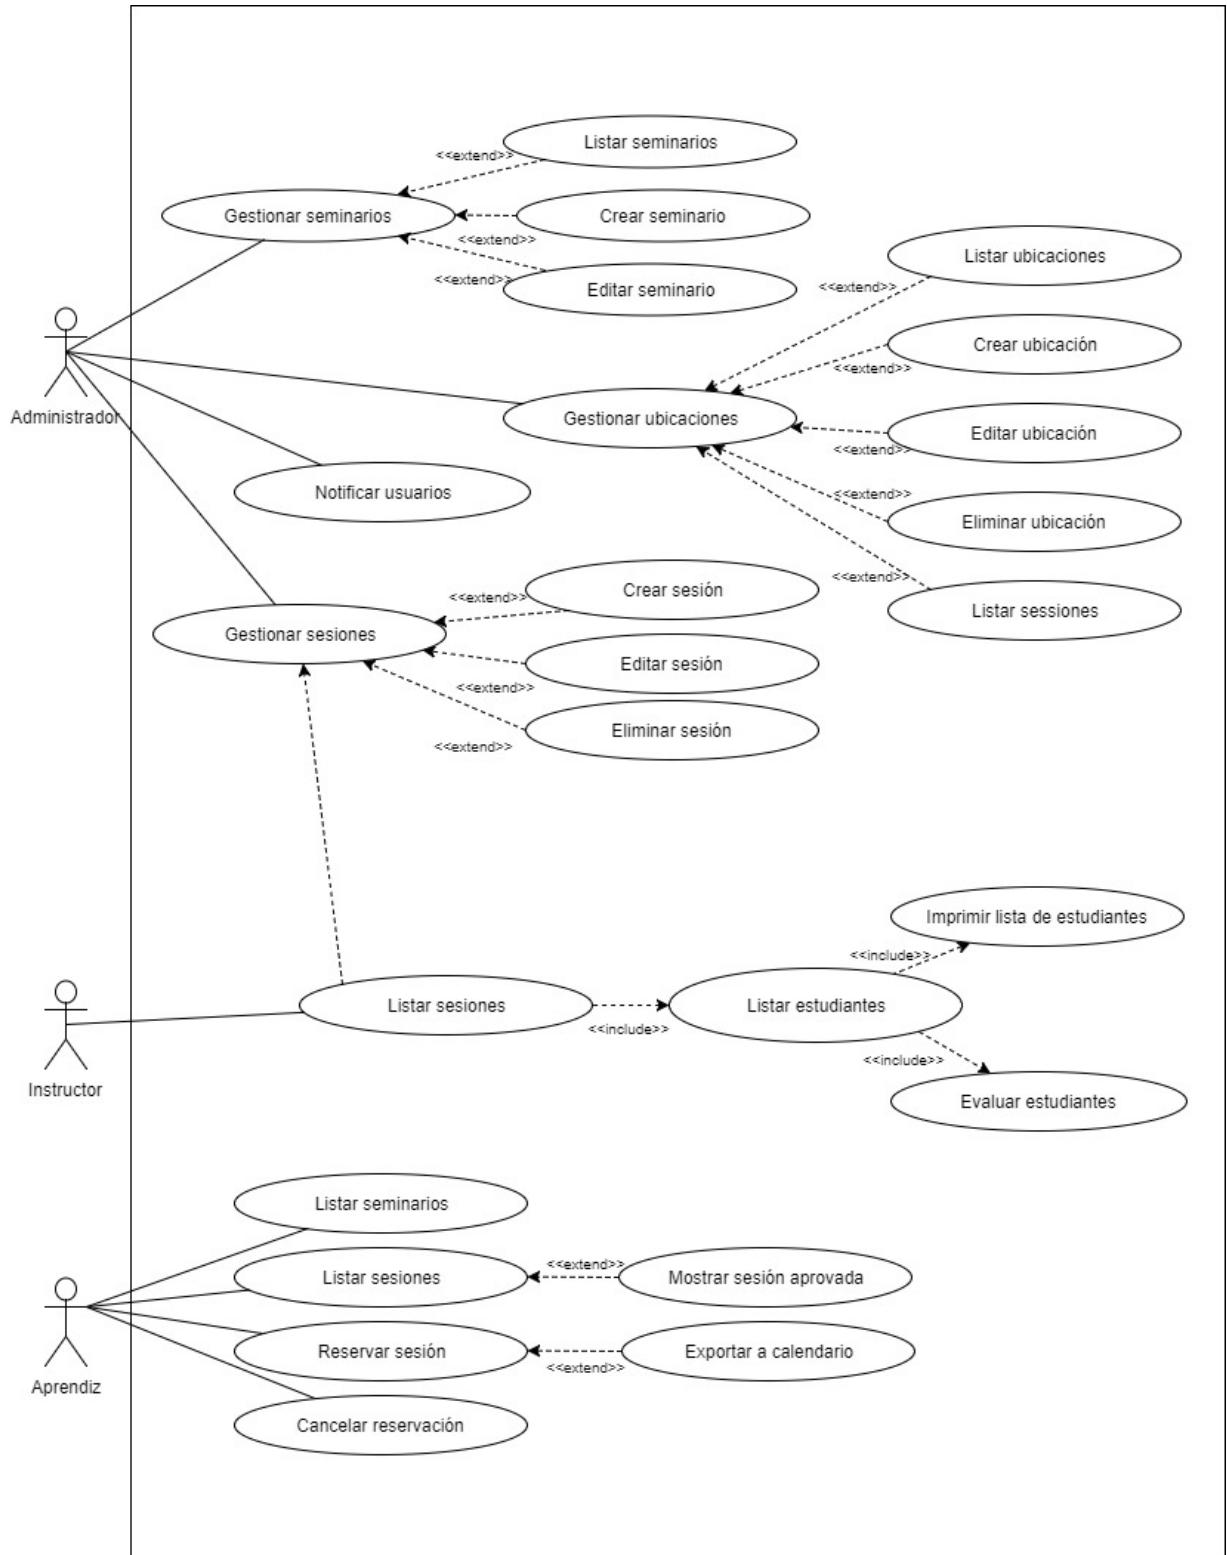 Listar seminarios
<<extend>>
Gestionar seminarios
Crear seminario
<<extend>>
Editar seminario
<<extend>>
Listar ubicaciones
<<extend>>
Crear ubicación
<<extend>>
Administrador
Gestionar ubicaciones
Editar ubicación
<<extend>>
Notificar usuarios
<<extend>>
Eliminar ubicación
<<extend>>
Listar sessiones
Crear sesión
<<extend>>
Gestionar sesiones
Editar sesión
<<extend>>
Eliminar sesión
<<extend>>
Imprimir lista de estudiantes
<<include>>
Listar sesiones
<<include>>
Listar estudiantes
<<include>>
Instructor
Evaluar estudiantes
Listar seminarios
Listar sesiones
<<extend>>
Mostrar sesión aprovada
Reservar sesión
<<extend>>
Exportar a calendario
Aprendiz
Cancelar reservación